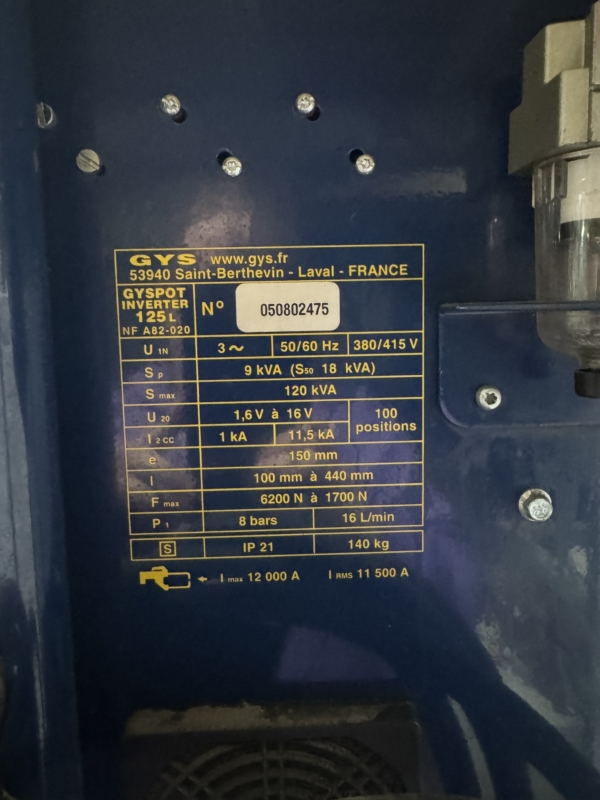 GYS www.gys.fr
53940 Saint-Berthevin - Laval - FRANCE
GYSPOT
INVERTER
125 L
NF A82-020
N° 050802475
U 1N 3~ 50/60 Hz 380/415 V
S p 9 kVA (S50 18 kVA)
S max 120 kVA
U 20 1,6 V à 16 V
100 positions
I 2 CC 1 kA 11,5 kA
e 150 mm
l 100 mm à 440 mm
F max 6200 N à 1700 N
P 1 8 bars 16 L/min
S IP 21 140 kg
I max 12 000 A I RMS 11 500 A